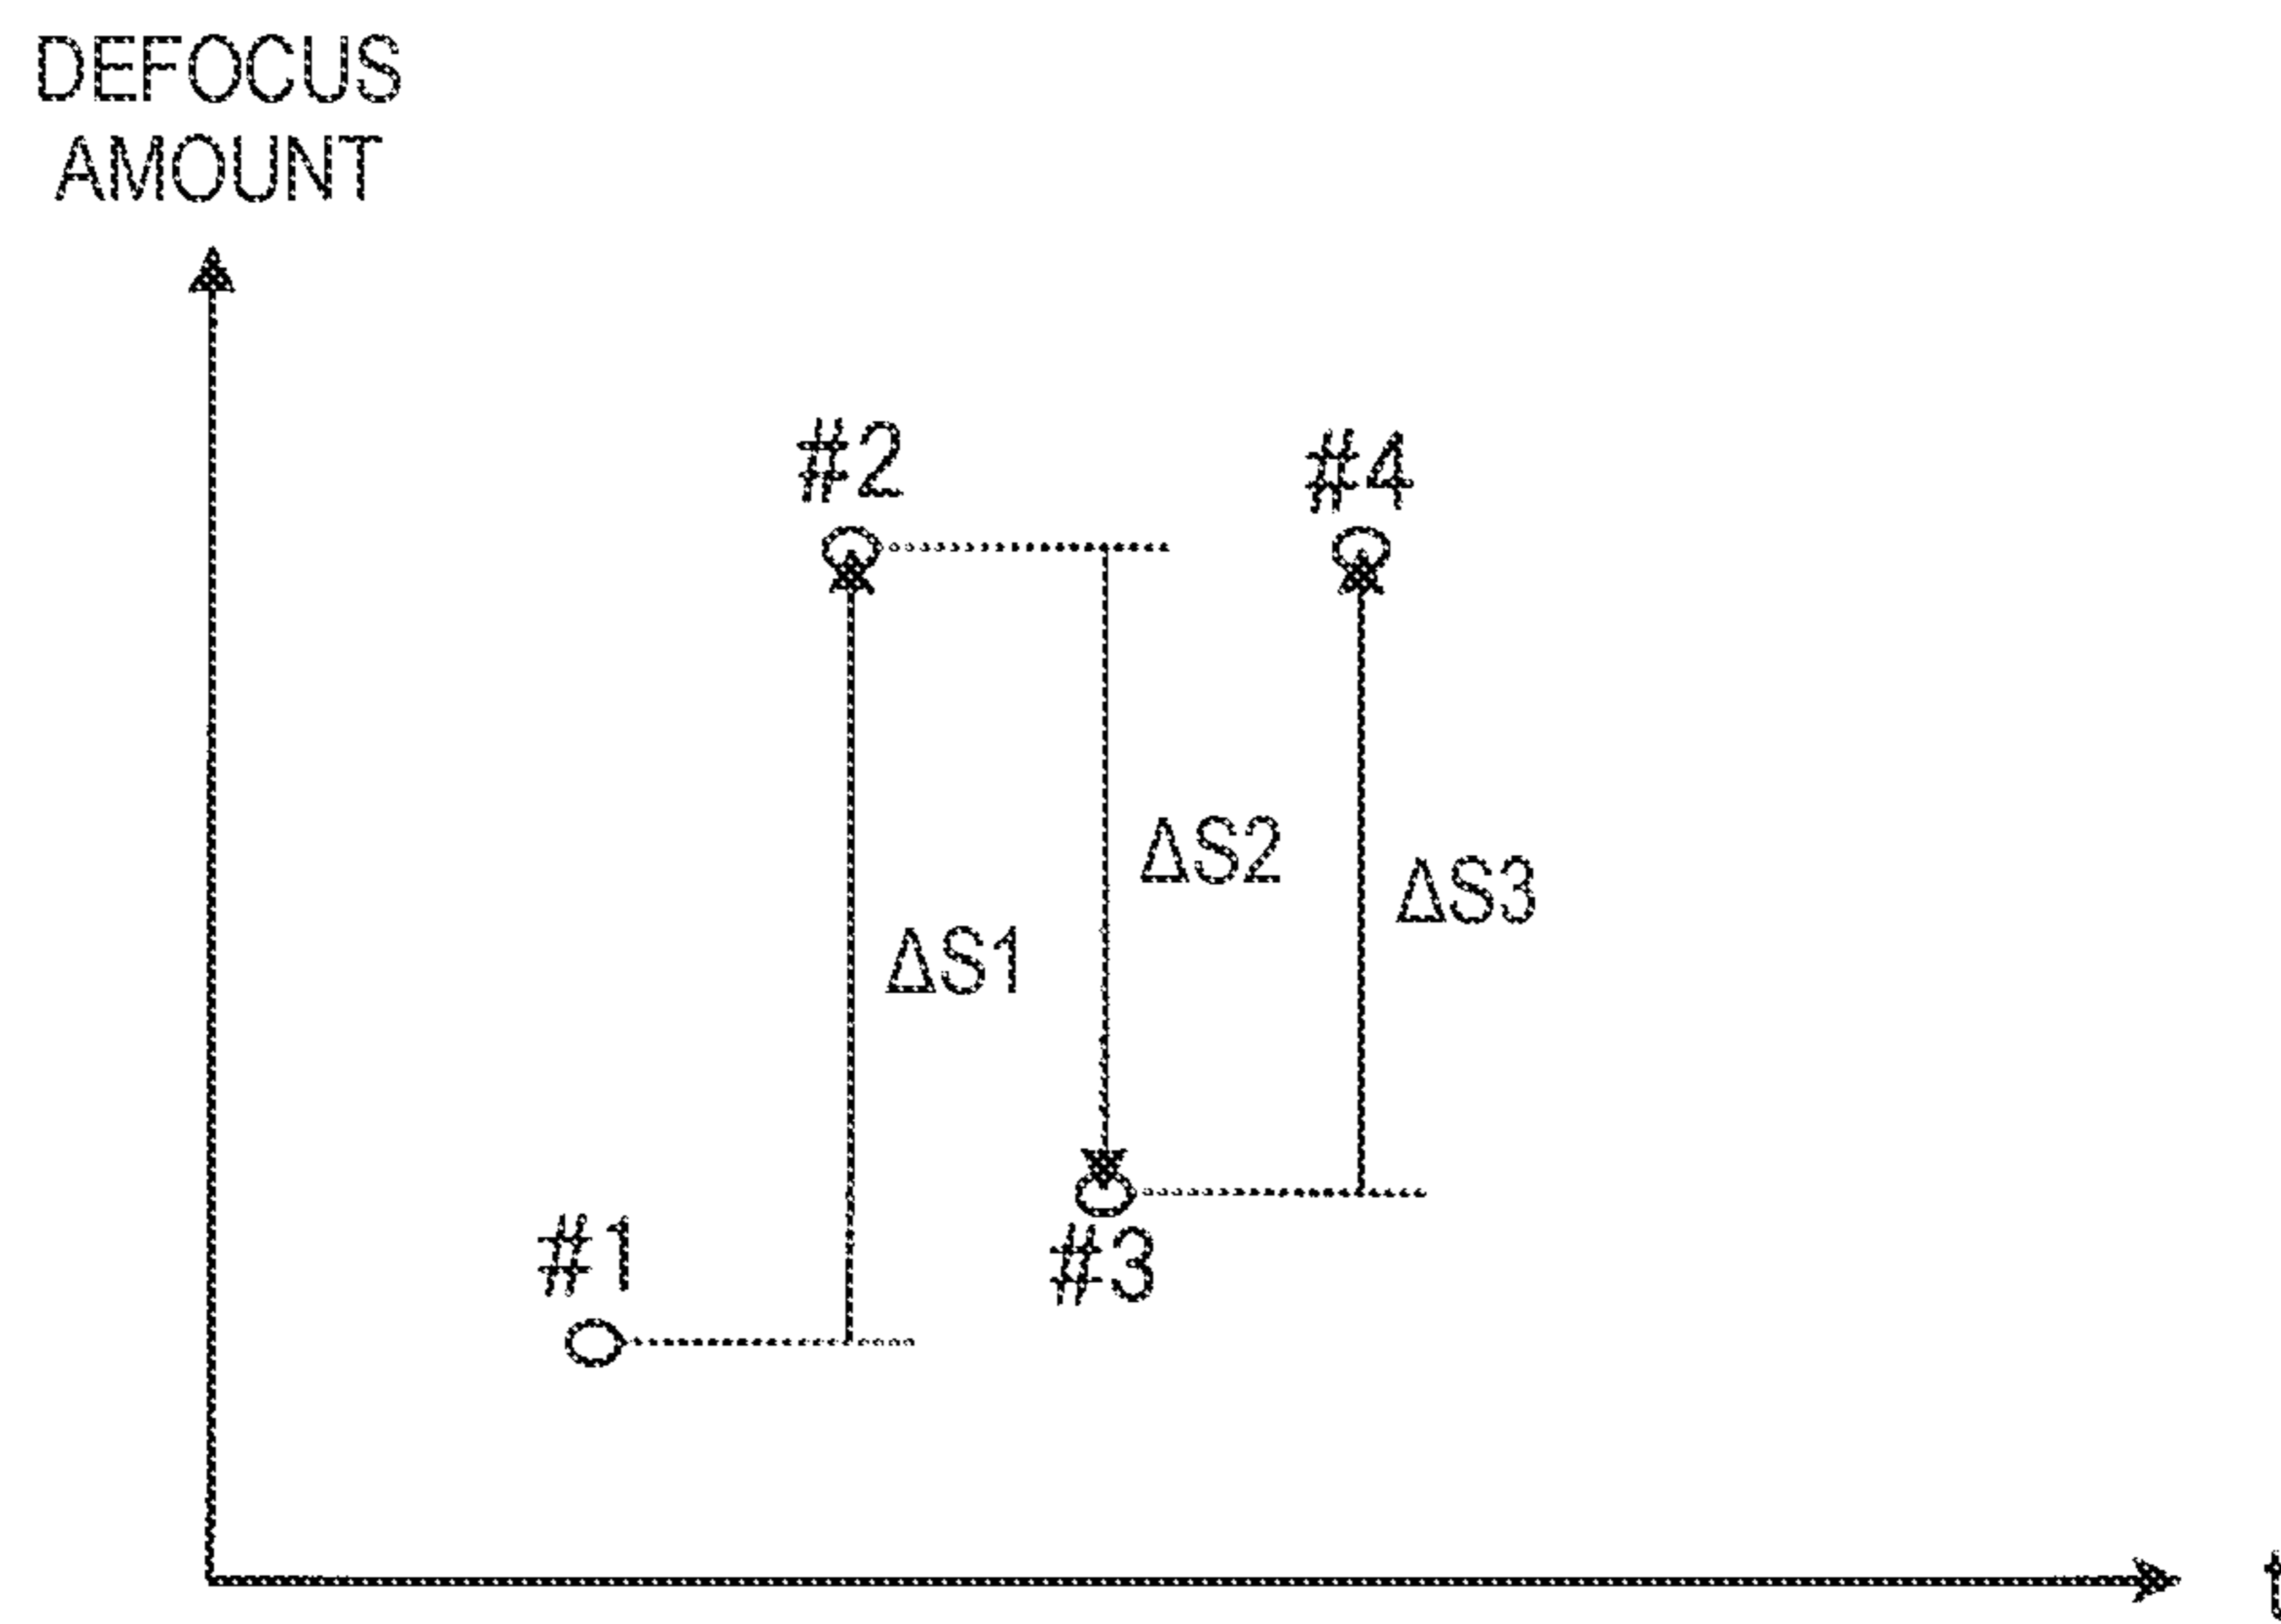 DEFOCUS
AMOUNT
#2
#4
ΔS2
ΔS3
ΔS1
#1
#3
t